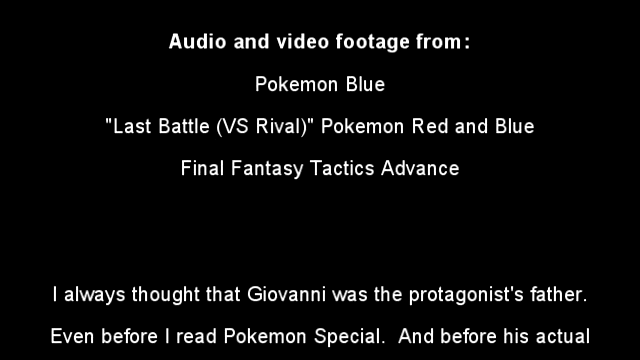 Audio and video footage from:
Pokemon Blue
"Last Battle (VS Rival)" Pokemon Red and Blue
Final Fantasy Tactics Advance
I always thought that Giovanni was the protagonist's father.
Even before I read Pokemon Special.  And before his actual